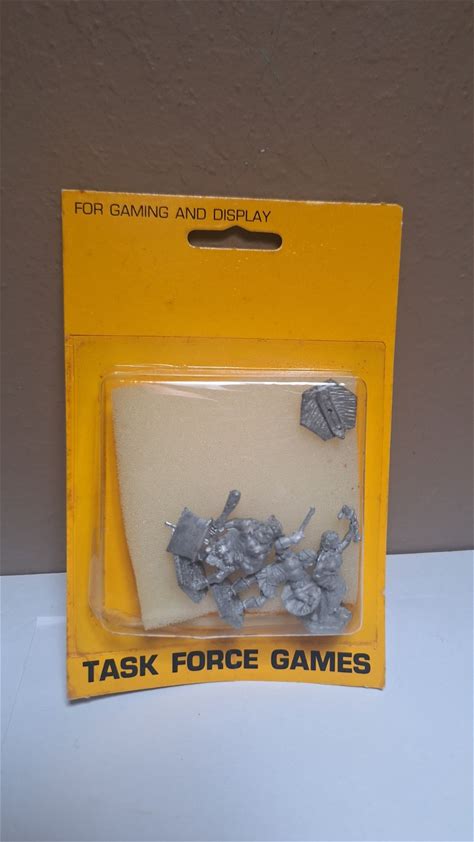 FOR GAMING AND DISPLAY
TASK FORCE GAMES